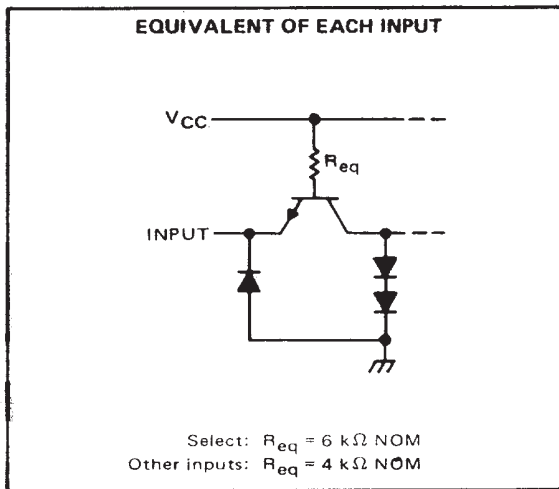 EQUIVALENT OF EACH INPUT
VCC
Req
INPUT
Select: Req = 6 kΩ NOM
Other inputs: Req = 4 kΩ NOM